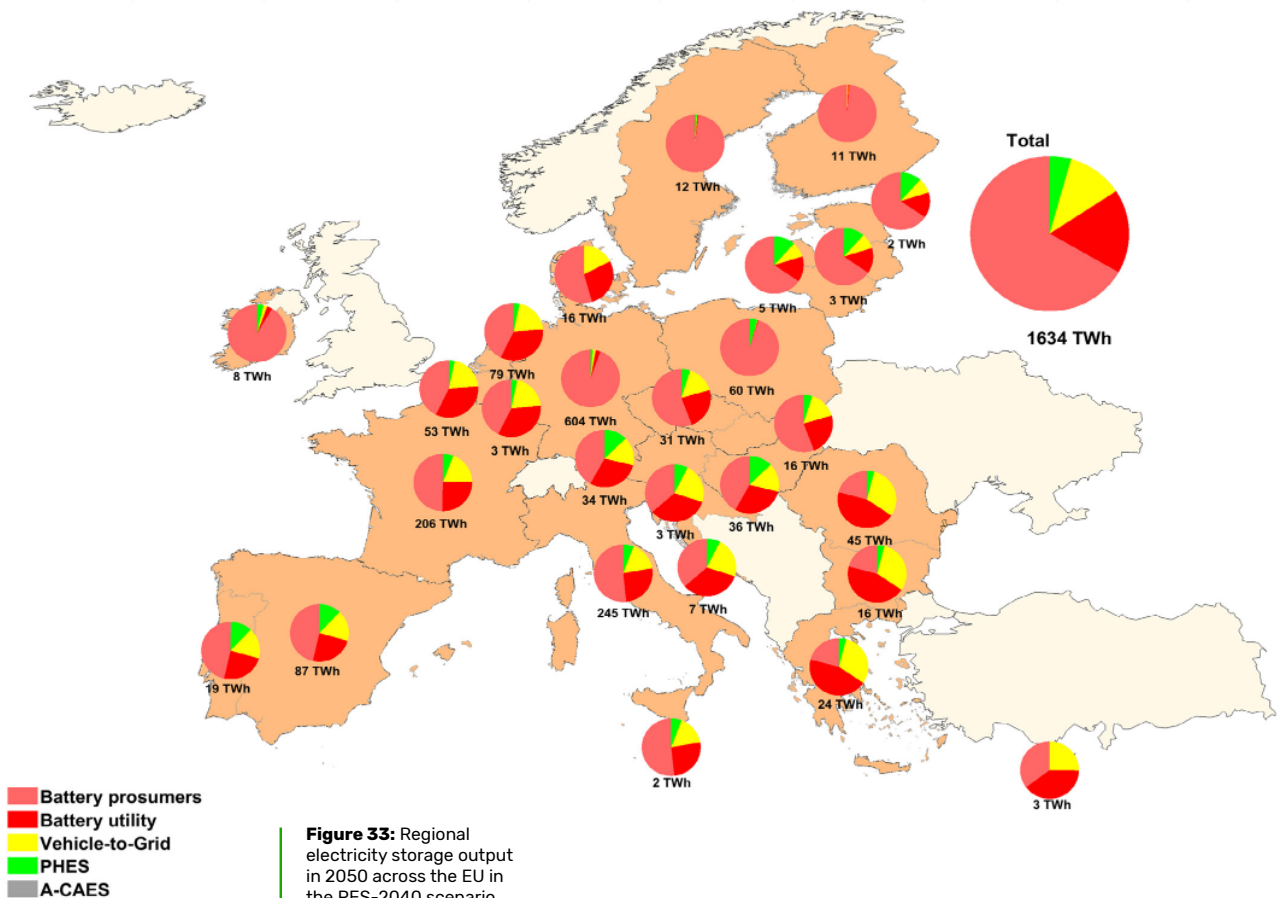 Total
11 TWh
12 TWh
2 TWh
5 TWh
3 TWh
16 TWh
1634 TWh
8 TWh
79 TWh
60 TWh
604 TWh
53 TWh
3 TWh
31 TWh
16 TWh
34 TWh
206 TWh
3 TWh
36 TWh
45 TWh
245 TWh
7 TWh
16 TWh
87 TWh
19 TWh
24 TWh
2 TWh
3 TWh
Battery prosumers
Battery utility
Vehicle-to-Grid
PHES
A-CAES
Figure 33: Regional
electricity storage output
in 2050 across the EU in
the RES-2040 scenario